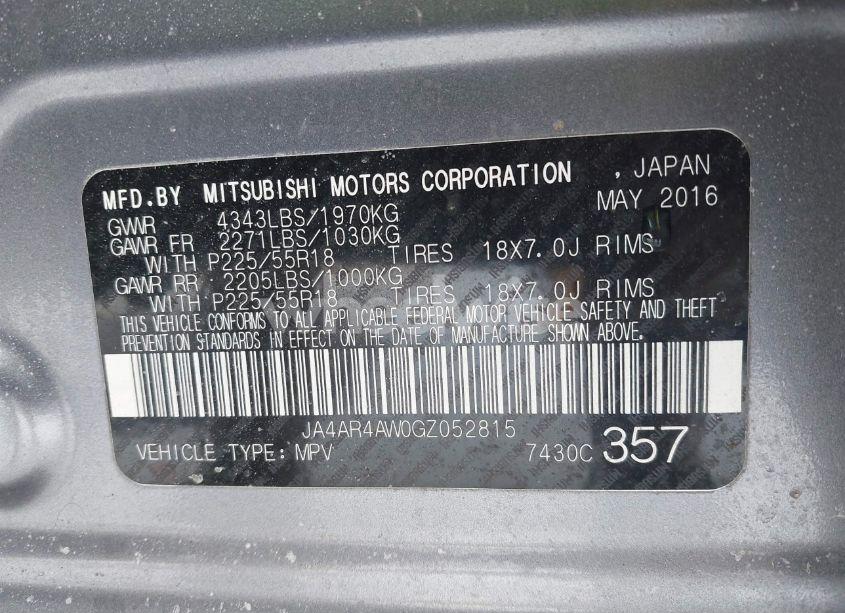 MFD.BY MITSUBISHI MOTORS CORPORATION , JAPAN
GWWR 4343LBS/1970KG MAY 2016
GAWR FR 2271LBS/1030KG
WITH P225/55R18 TIRES 18X7.0J RIMS
GAWR RR 2205LBS/1000KG
WITH P225/55R18 TIRES 18X7.0J RIMS
THIS VEHICLE CONFORMS TO ALL APPLICABLE FEDERAL MOTOR VEHICLE SAFETY AND THEFT
PREVENTION STANDARDS IN EFFECT ON THE DATE OF MANUFACTURE SHOWN ABOVE.
JA4AR4AW0GZ052815
VEHICLE TYPE: MPV 7430C 357